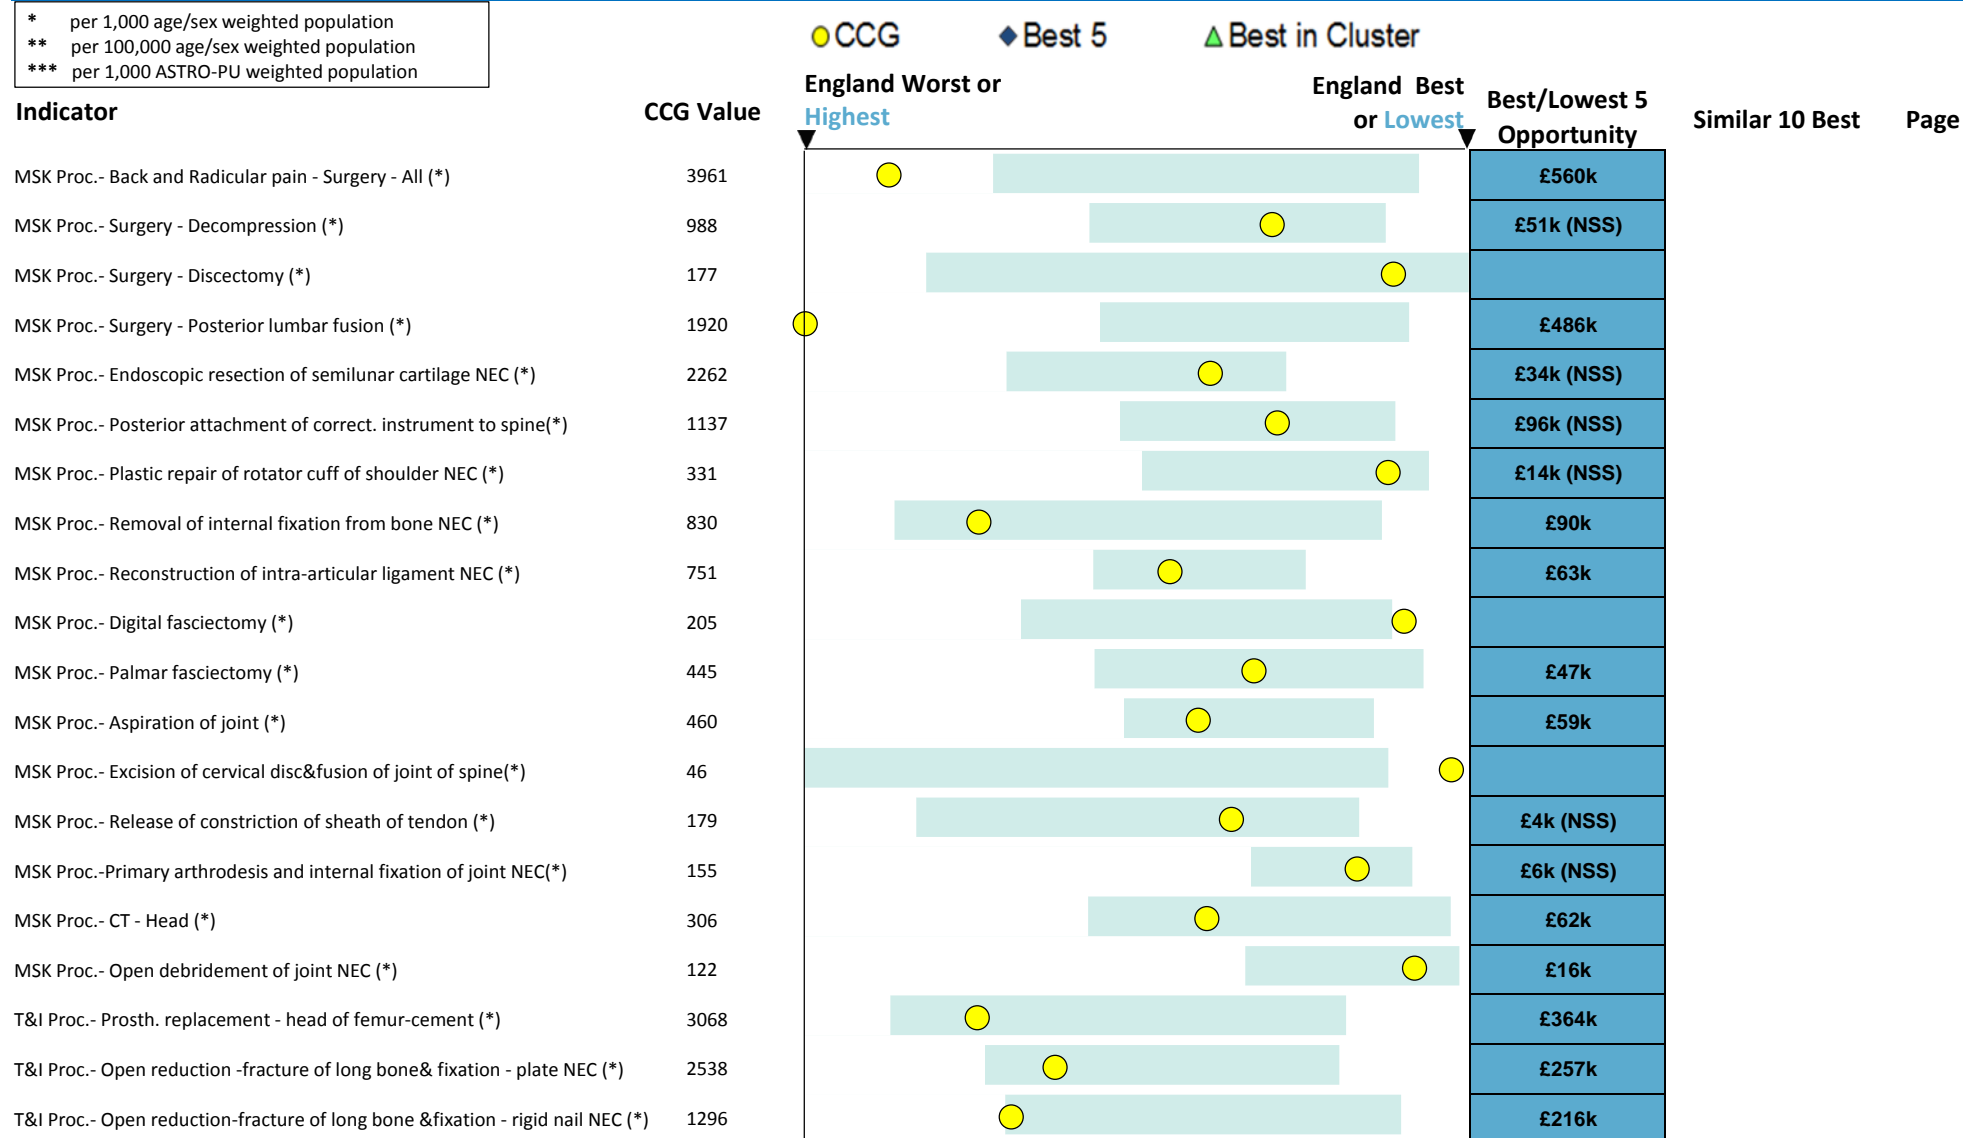 * per 1,000 age/sex weighted population
** per 100,000 age/sex weighted population
*** per 1,000 ASTRO-PU weighted population
CCG Best 5 Best in Cluster
Indicator CCG Value England Worst or Highest England Best or Lowest Best/Lowest 5 Opportunity Similar 10 Best Page
MSK Proc.- Back and Radicular pain - Surgery - All (*) 3961 £560k
MSK Proc.- Surgery - Decompression (*) 988 £51k (NSS)
MSK Proc.- Surgery - Discectomy (*) 177
MSK Proc.- Surgery - Posterior lumbar fusion (*) 1920 £486k
MSK Proc.- Endoscopic resection of semilunar cartilage NEC (*) 2262 £34k (NSS)
MSK Proc.- Posterior attachment of correct. instrument to spine(*) 1137 £96k (NSS)
MSK Proc.- Plastic repair of rotator cuff of shoulder NEC (*) 331 £14k (NSS)
MSK Proc.- Removal of internal fixation from bone NEC (*) 830 £90k
MSK Proc.- Reconstruction of intra-articular ligament NEC (*) 751 £63k
MSK Proc.- Digital fasciectomy (*) 205
MSK Proc.- Palmar fasciectomy (*) 445 £47k
MSK Proc.- Aspiration of joint (*) 460 £59k
MSK Proc.- Excision of cervical disc&fusion of joint of spine(*) 46
MSK Proc.- Release of constriction of sheath of tendon (*) 179 £4k (NSS)
MSK Proc.-Primary arthrodesis and internal fixation of joint NEC(*) 155 £6k (NSS)
MSK Proc.- CT - Head (*) 306 £62k
MSK Proc.- Open debridement of joint NEC (*) 122 £16k
T&I Proc.- Prosth. replacement - head of femur-cement (*) 3068 £364k
T&I Proc.- Open reduction -fracture of long bone& fixation - plate NEC (*) 2538 £257k
T&I Proc.- Open reduction-fracture of long bone &fixation - rigid nail NEC (*) 1296 £216k